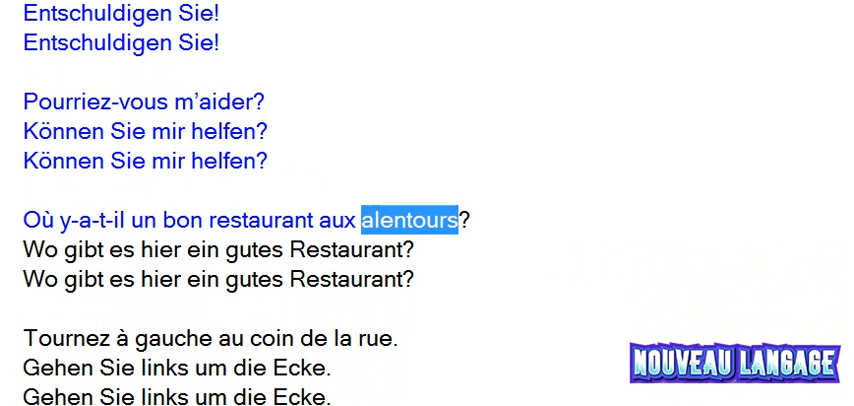 Entschuldigen Sie!
Entschuldigen Sie!
Pourriez-vous m’aider?
Können Sie mir helfen?
Können Sie mir helfen?
Où y-a-t-il un bon restaurant aux alentours?
Wo gibt es hier ein gutes Restaurant?
Wo gibt es hier ein gutes Restaurant?
Tournez à gauche au coin de la rue.
Gehen Sie links um die Ecke.
Gehen Sie links um die Ecke.
NOUVEAU LANGAGE